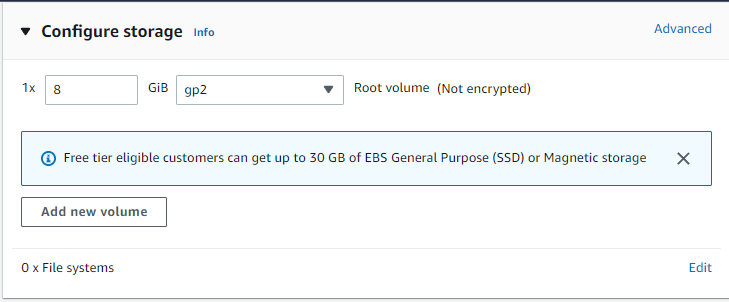 Configure storage Info Advanced
1x 8 GiB gp2 Root volume (Not encrypted)
Free tier eligible customers can get up to 30 GB of EBS General Purpose (SSD) or Magnetic storage
Add new volume
0 x File systems Edit